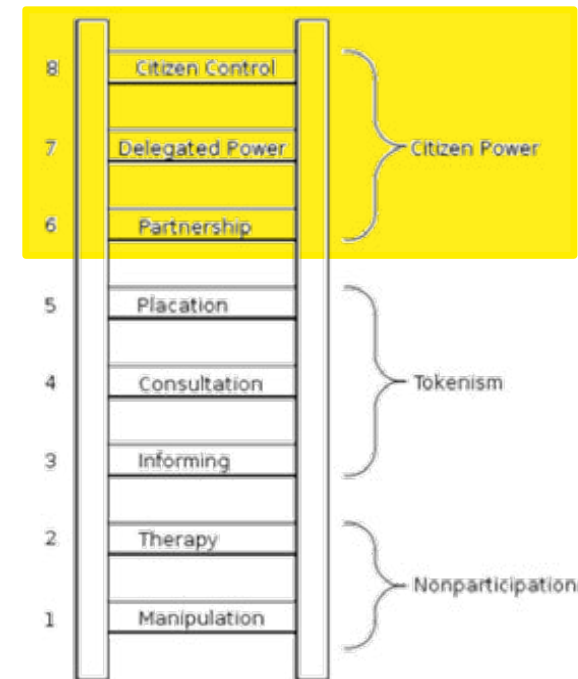 8 Citizen Control
7 Delegated Power
Citizen Power
6 Partnership
5 Placation
4 Consultation
Tokenism
3 Informing
2 Therapy
Nonparticipation
1 Manipulation